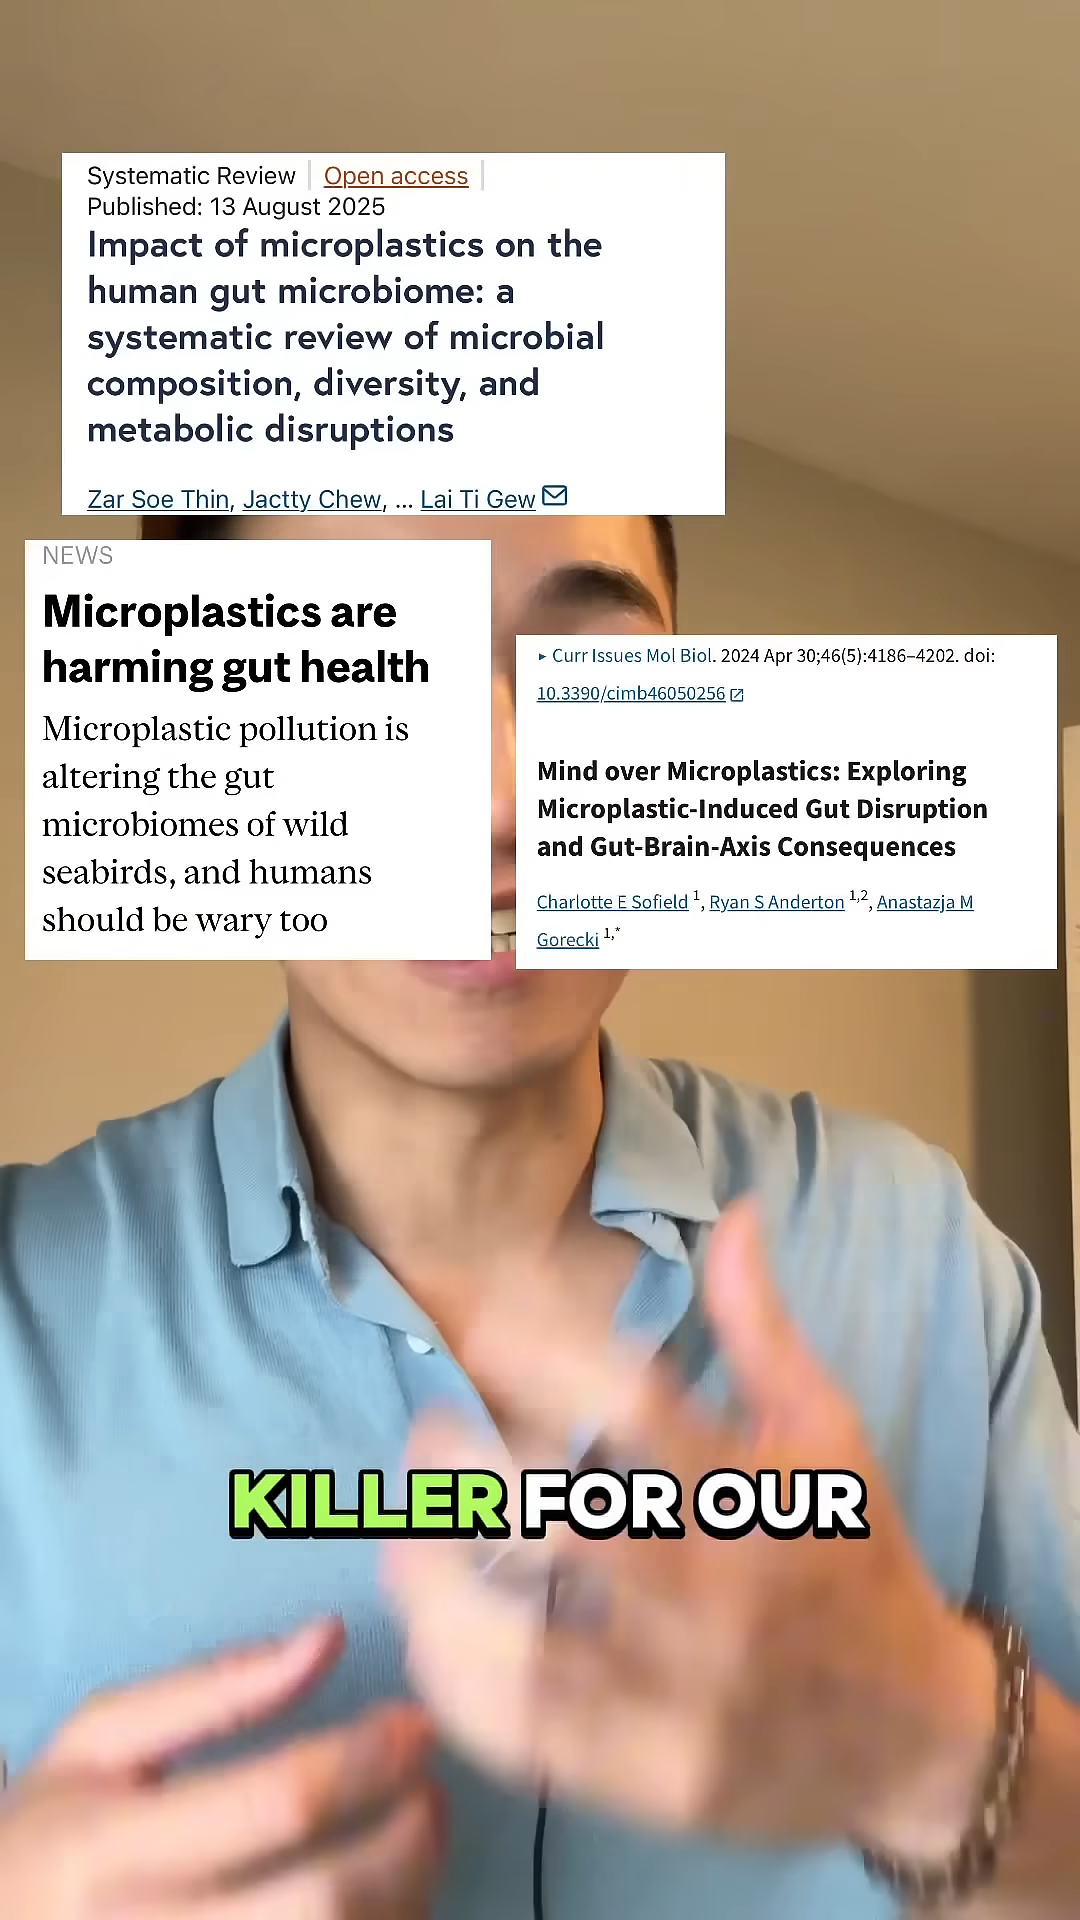 Systematic Review | Open access |
Published: 13 August 2025
Impact of microplastics on the
human gut microbiome: a
systematic review of microbial
composition, diversity, and
metabolic disruptions
Zar Soe Thin, Jactty Chew, ... Lai Ti Gew
NEWS
Microplastics are
harming gut health
Microplastic pollution is
altering the gut
microbiomes of wild
seabirds, and humans
should be wary too
▸ Curr Issues Mol Biol. 2024 Apr 30;46(5):4186–4202. doi:
10.3390/cimb46050256
Mind over Microplastics: Exploring
Microplastic-Induced Gut Disruption
and Gut-Brain-Axis Consequences
Charlotte E Sofield 1, Ryan S Anderton 1,2, Anastazja M
Gorecki 1,*
KILLER FOR OUR